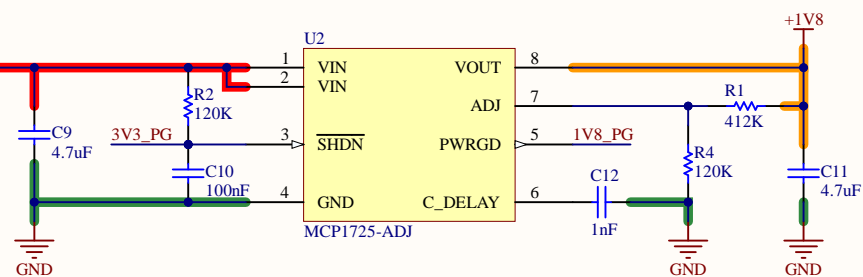 +1V8
U2
1
VIN
VOUT
8
2
VIN
R2
120K
ADJ
7
R1
412K
3V3_PG
3
SHDN
PWRGD
5
1V8_PG
C9
4.7uF
C10
100nF
C12
1nF
R4
120K
C11
4.7uF
4
GND
C_DELAY
6
MCP1725-ADJ
GND
GND
GND